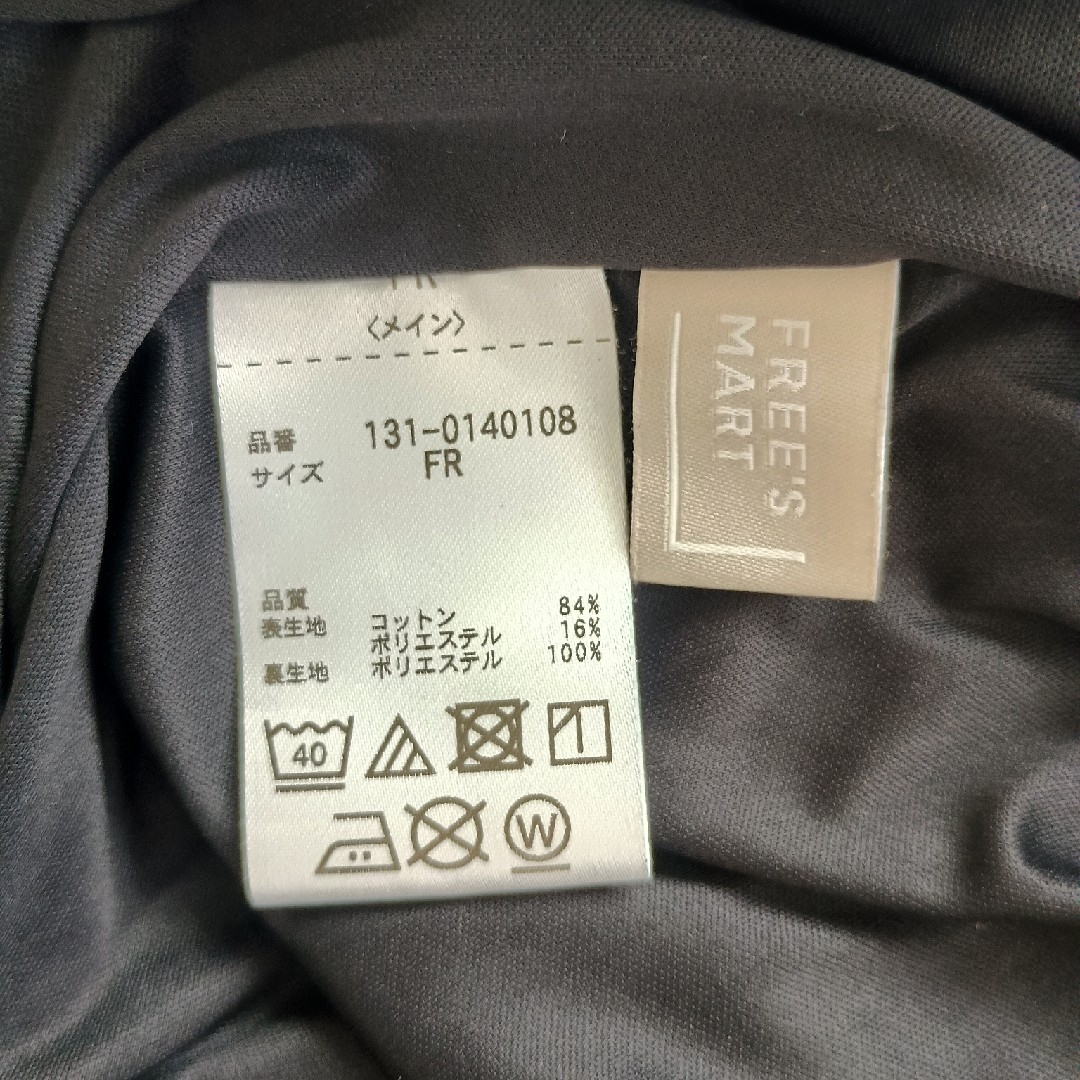 FR
〈メイン〉
品番 131-0140108
サイズ FR
品質
表生地 コットン 84%
ポリエステル 16%
裏生地 ポリエステル 100%
40
W
FREE'S
MART